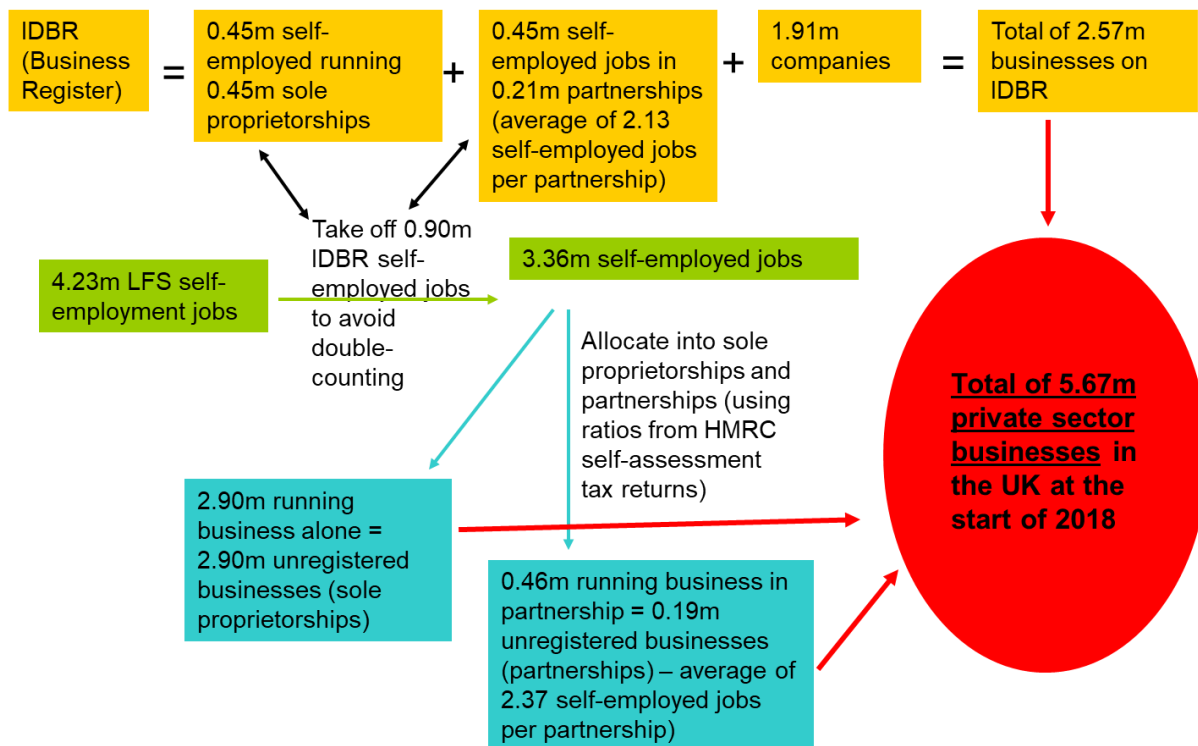 IDBR
(Business
Register)
=
0.45m self-
employed running
0.45m sole
proprietorships
+
0.45m self-
employed jobs in
0.21m partnerships
(average of 2.13
self-employed jobs
per partnership)
+
1.91m
companies
=
Total of 2.57m
businesses on
IDBR
Take off 0.90m
IDBR self-
employed jobs
to avoid
double-
counting
4.23m LFS self-
employment jobs
3.36m self-employed jobs
Allocate into sole
proprietorships and
partnerships (using
ratios from HMRC
self-assessment
tax returns)
2.90m running
business alone =
2.90m unregistered
businesses (sole
proprietorships)
0.46m running business in
partnership = 0.19m
unregistered businesses
(partnerships) – average of
2.37 self-employed jobs
per partnership)
Total of 5.67m
private sector
businesses in
the UK at the
start of 2018